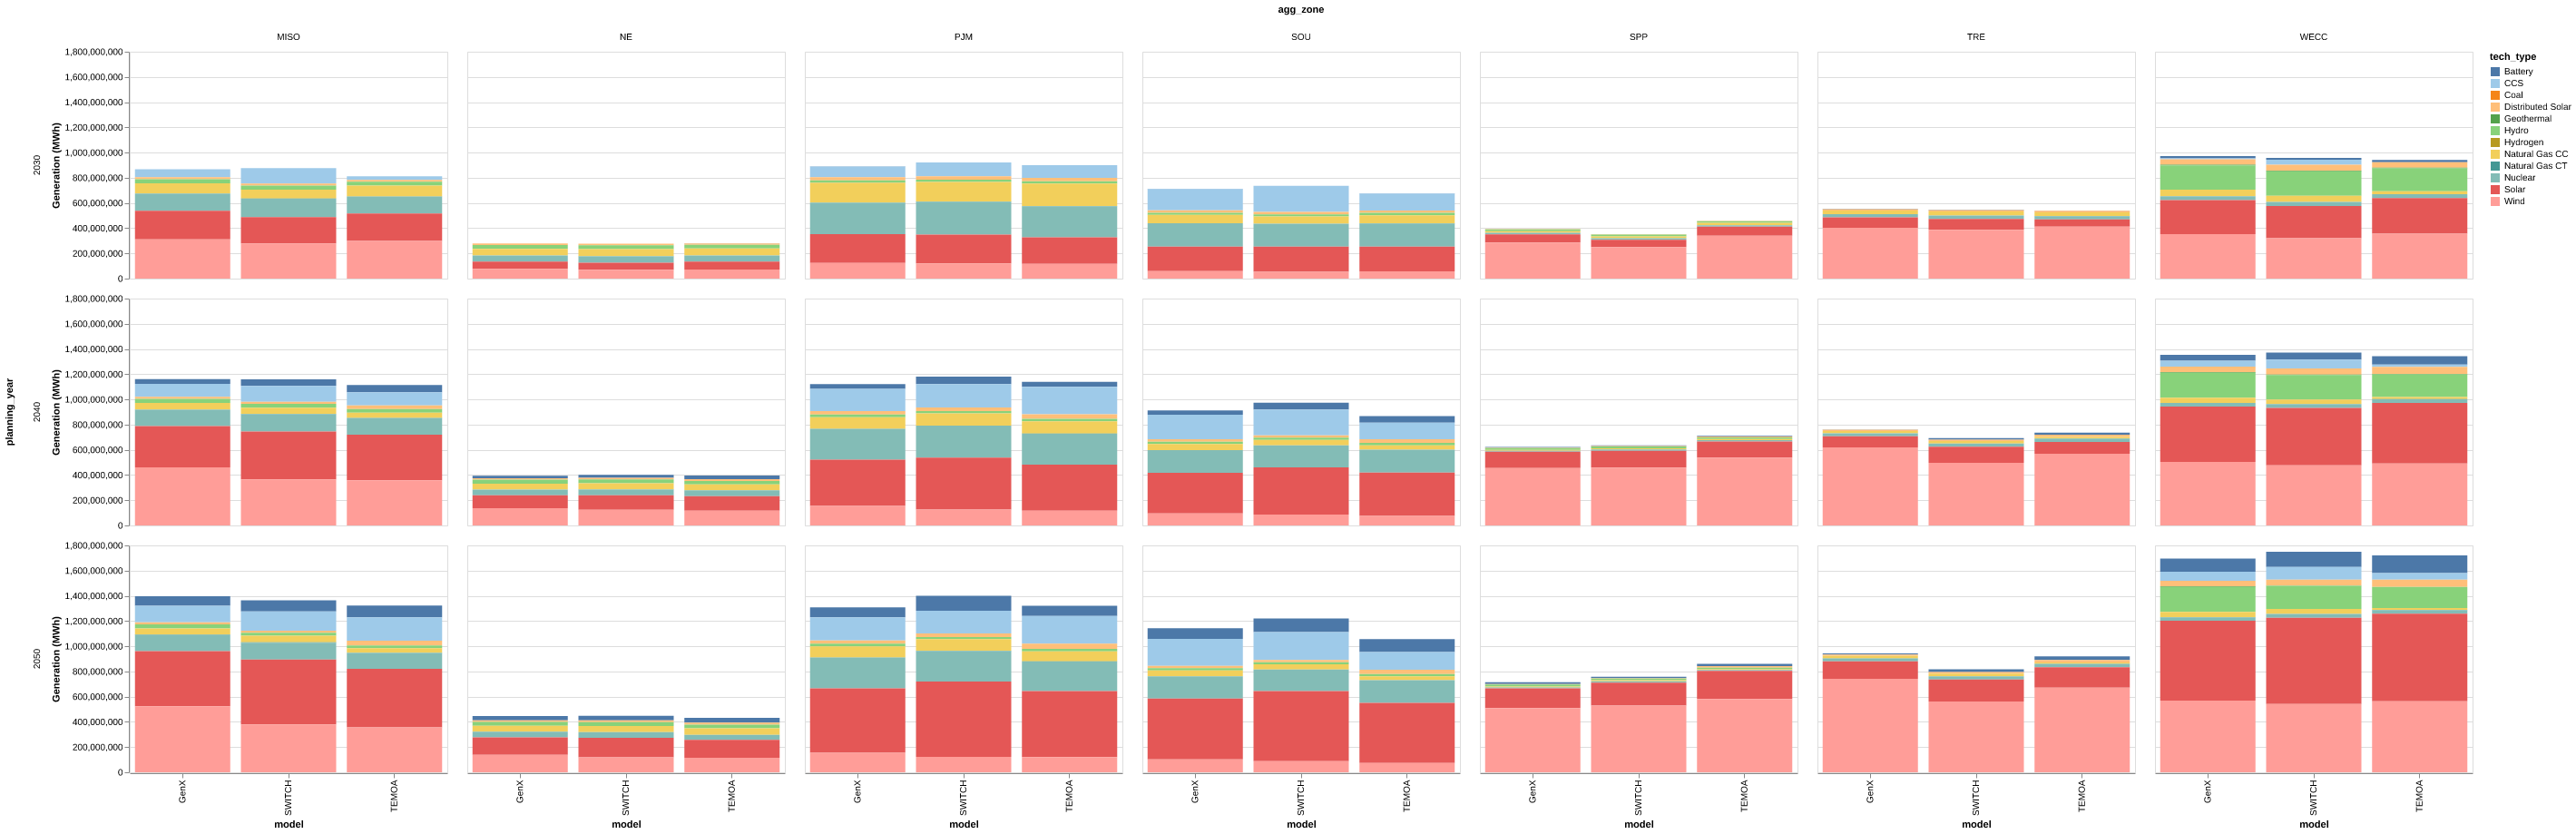 agg_zone
MISO NE PJM SOU SPP TRE WECC
planning_year
2030
Generation (MWh)
1,800,000,000
1,600,000,000
1,400,000,000
1,200,000,000
1,000,000,000
800,000,000
600,000,000
400,000,000
200,000,000
0
2040
Generation (MWh)
1,800,000,000
1,600,000,000
1,400,000,000
1,200,000,000
1,000,000,000
800,000,000
600,000,000
400,000,000
200,000,000
0
2050
Generation (MWh)
1,800,000,000
1,600,000,000
1,400,000,000
1,200,000,000
1,000,000,000
800,000,000
600,000,000
400,000,000
200,000,000
0
GenX SWITCH TEMOA GenX SWITCH TEMOA GenX SWITCH TEMOA GenX SWITCH TEMOA GenX SWITCH TEMOA GenX SWITCH TEMOA GenX SWITCH TEMOA
model model model model model model model
tech_type
Battery
CCS
Coal
Distributed Solar
Geothermal
Hydro
Hydrogen
Natural Gas CC
Natural Gas CT
Nuclear
Solar
Wind